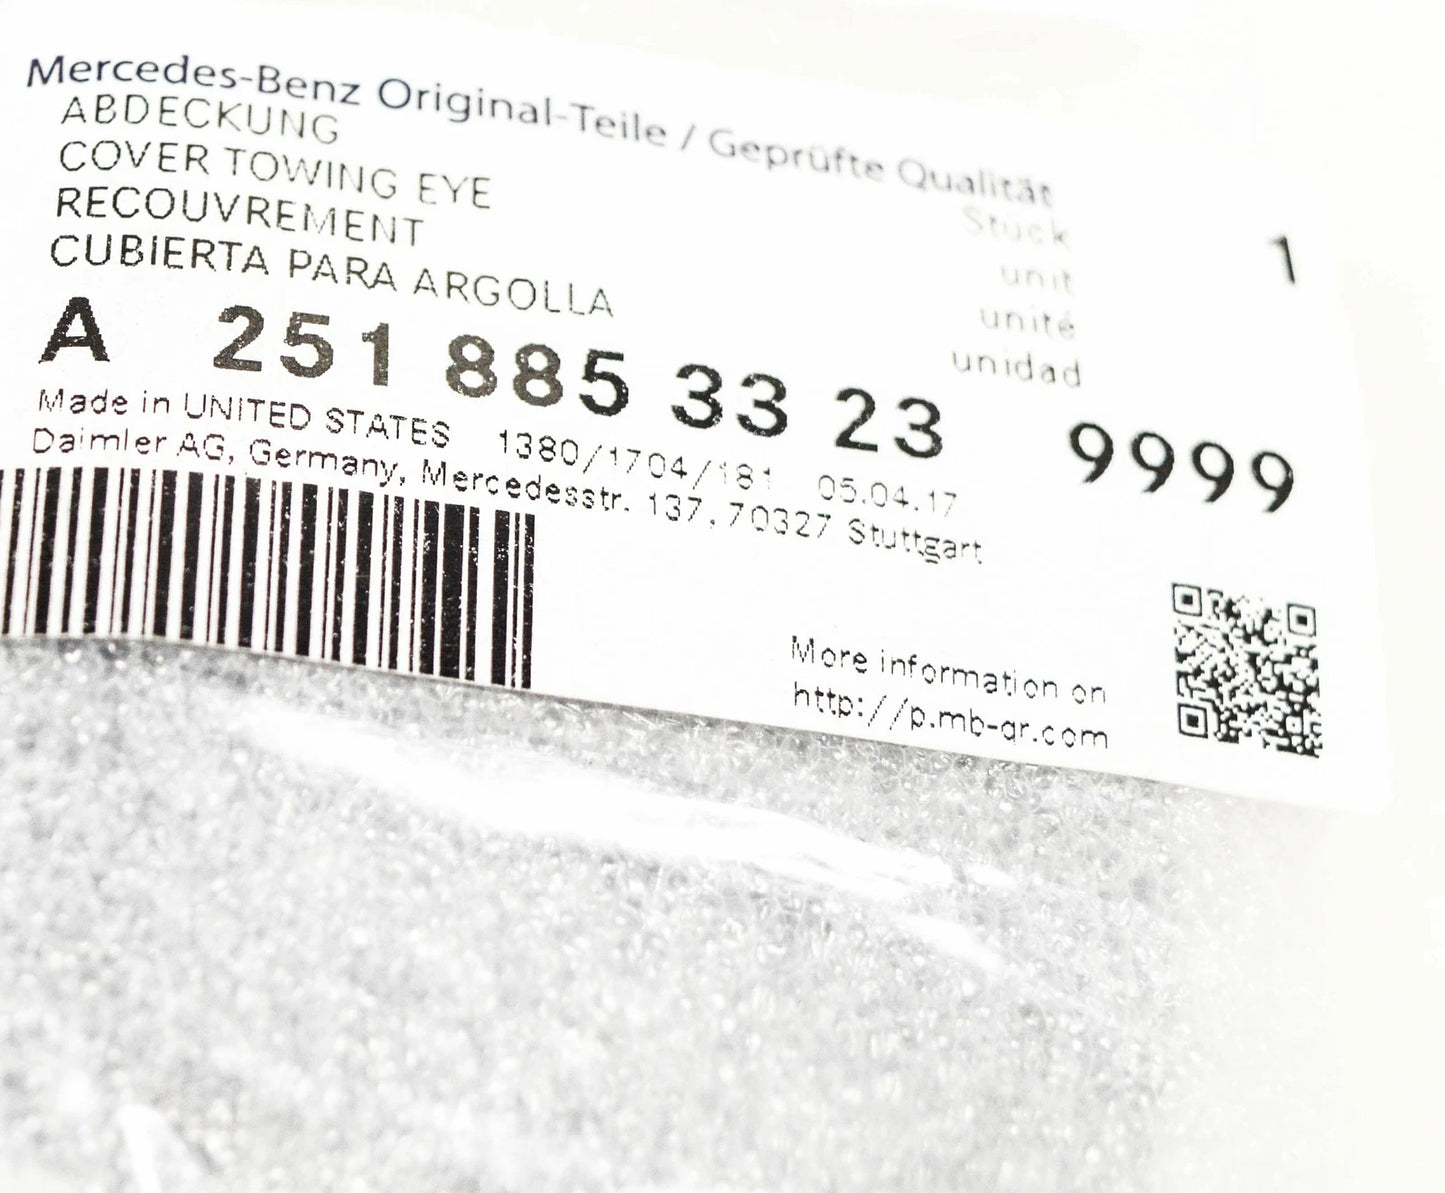 Mercedes-Benz Original-Teile / Geprüfte Qualität
ABDECKUNG
COVER TOWING EYE
RECOUVREMENT
CUBIERTA PARA ARGOLLA
Stück
unit
unité
unidad
1
A 251 885 33 23 9999
Made in UNITED STATES 1380/1704/181 05.04.17
Daimler AG, Germany, Mercedesstr. 137, 70327 Stuttgart
More information on
http://p.mb-qr.com